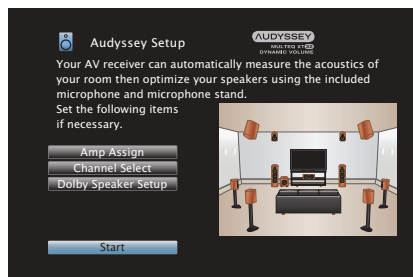 Audyssey Setup
AUDYSSEY
MULTEQ XT32
DYNAMIC VOLUME
Your AV receiver can automatically measure the acoustics of
your room then optimize your speakers using the included
microphone and microphone stand.
Set the following items
if necessary.
Amp Assign
Channel Select
Dolby Speaker Setup
Start